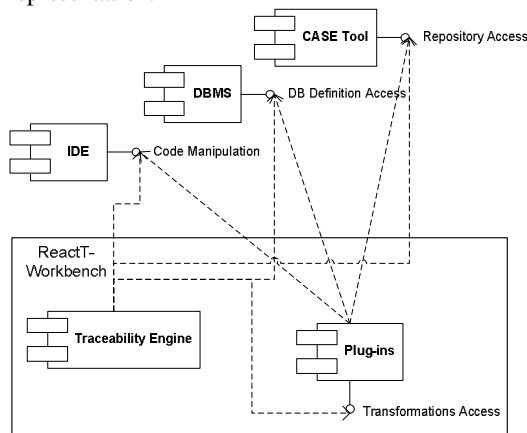 CASE Tool
Repository Access
DBMS
DB Definition Access
IDE
Code Manipulation
ReactT-
Workbench
Traceability Engine
Plug-ins
Transformations Access